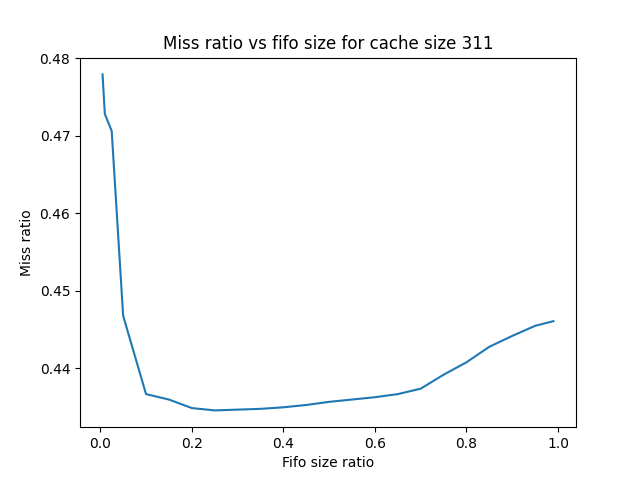 Miss ratio vs fifo size for cache size 311
0.48
0.47
0.46
0.45
0.44
Miss ratio
0.0 0.2 0.4 0.6 0.8 1.0
Fifo size ratio